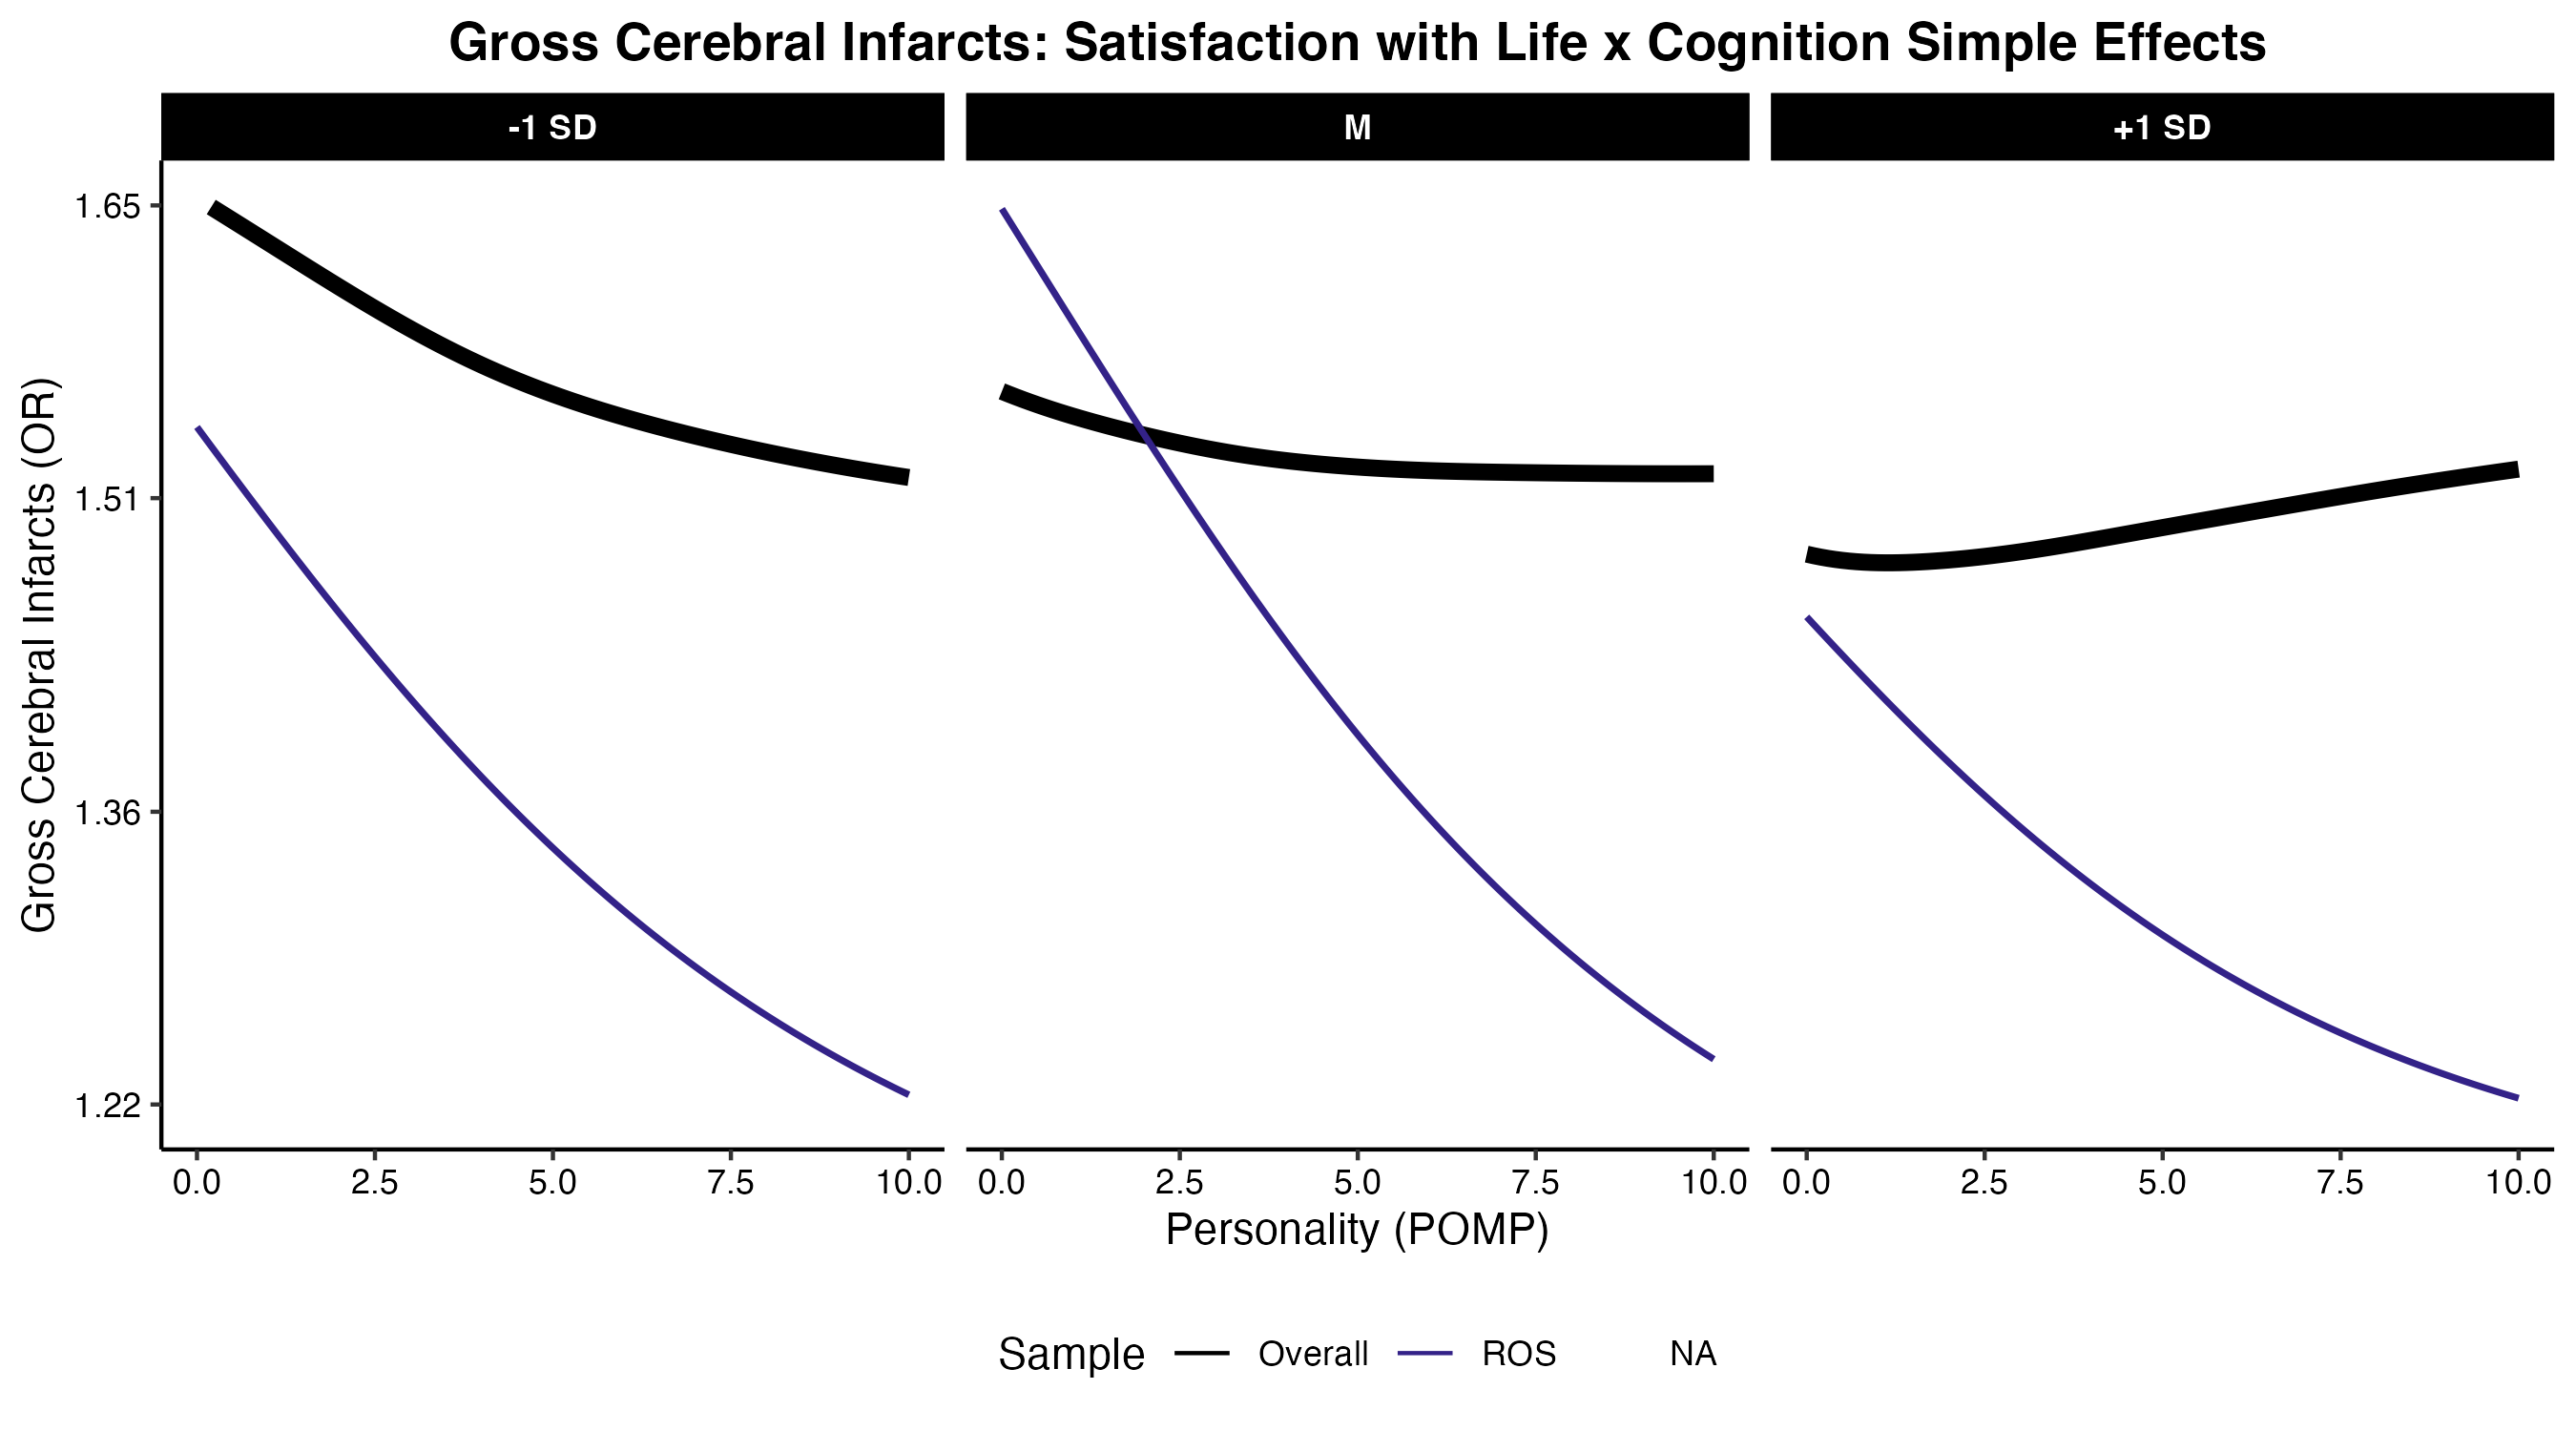 Gross Cerebral Infarcts: Satisfaction with Life x Cognition Simple Effects
-1 SD
M
+1 SD
Gross Cerebral Infarcts (OR)
1.65
1.51
1.36
1.22
0.0 2.5 5.0 7.5 10.0
0.0 2.5 5.0 7.5 10.0
0.0 2.5 5.0 7.5 10.0
Personality (POMP)
Sample Overall ROS NA